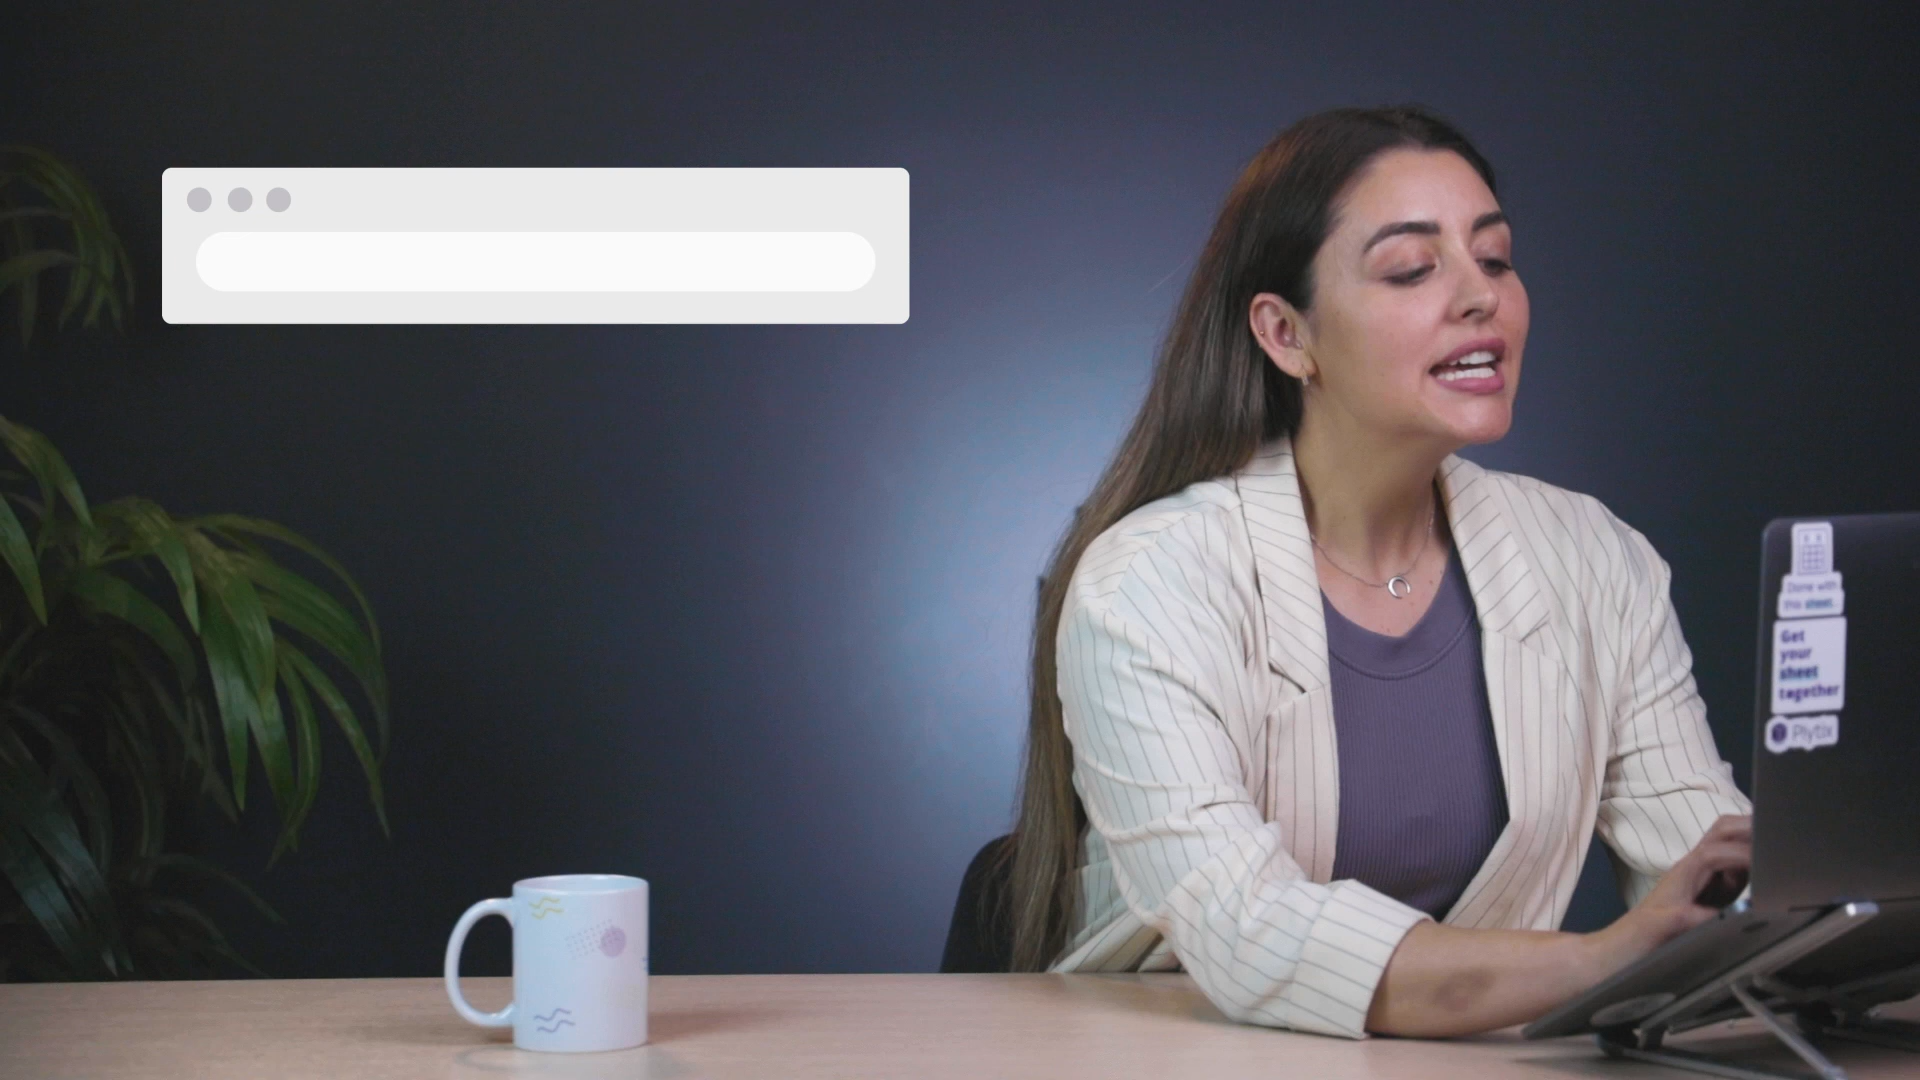 Done with
this sheet.
Get
your
sheet
together
Plytix